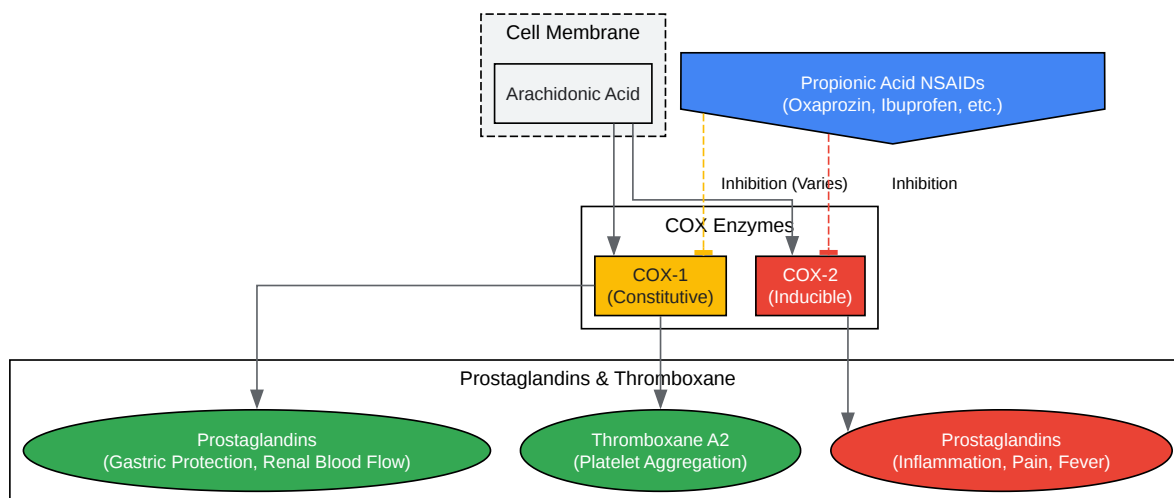 Cell Membrane
Arachidonic Acid
Propionic Acid NSAIDs
(Oxaprozin, Ibuprofen, etc.)
Inhibition (Varies)
Inhibition
COX Enzymes
COX-1
(Constitutive)
COX-2
(Inducible)
Prostaglandins & Thromboxane
Prostaglandins
(Gastric Protection, Renal Blood Flow)
Thromboxane A2
(Platelet Aggregation)
Prostaglandins
(Inflammation, Pain, Fever)